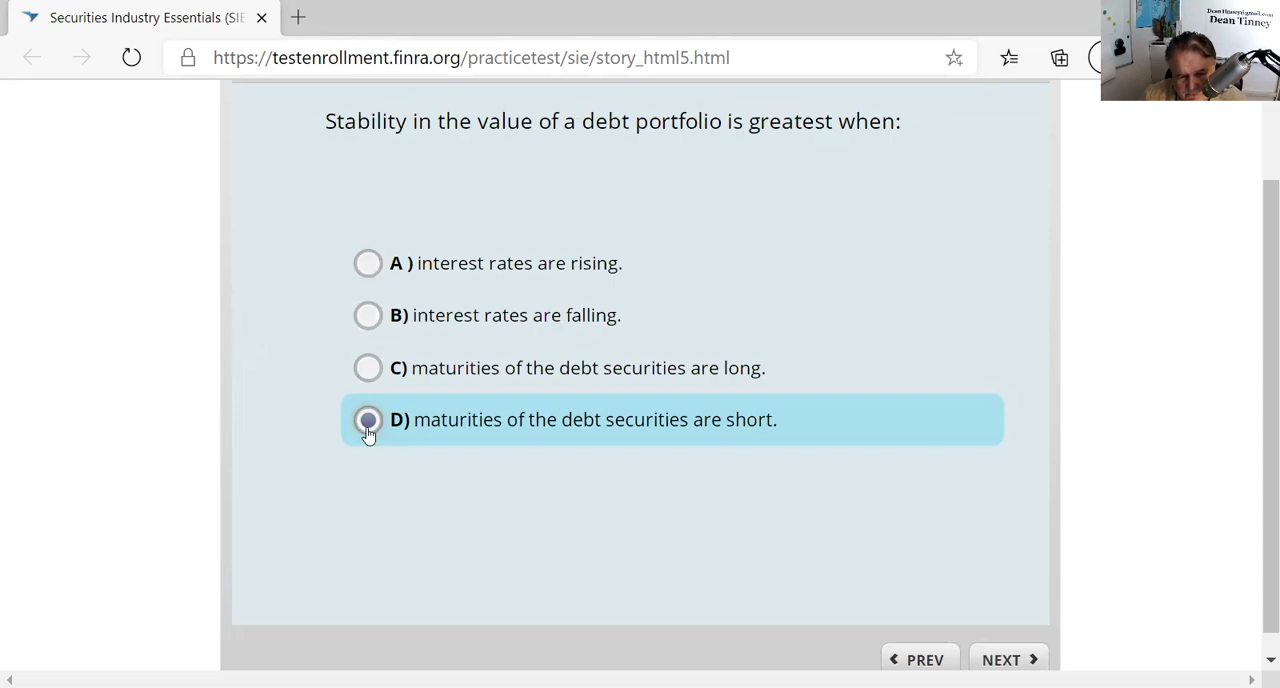 Securities Industry Essentials (SIE
https://testenrollment.finra.org/practicetest/sie/story_html5.html
Dean Tinney
Stability in the value of a debt portfolio is greatest when:
A ) interest rates are rising.
B) interest rates are falling.
C) maturities of the debt securities are long.
D) maturities of the debt securities are short.
PREV
NEXT